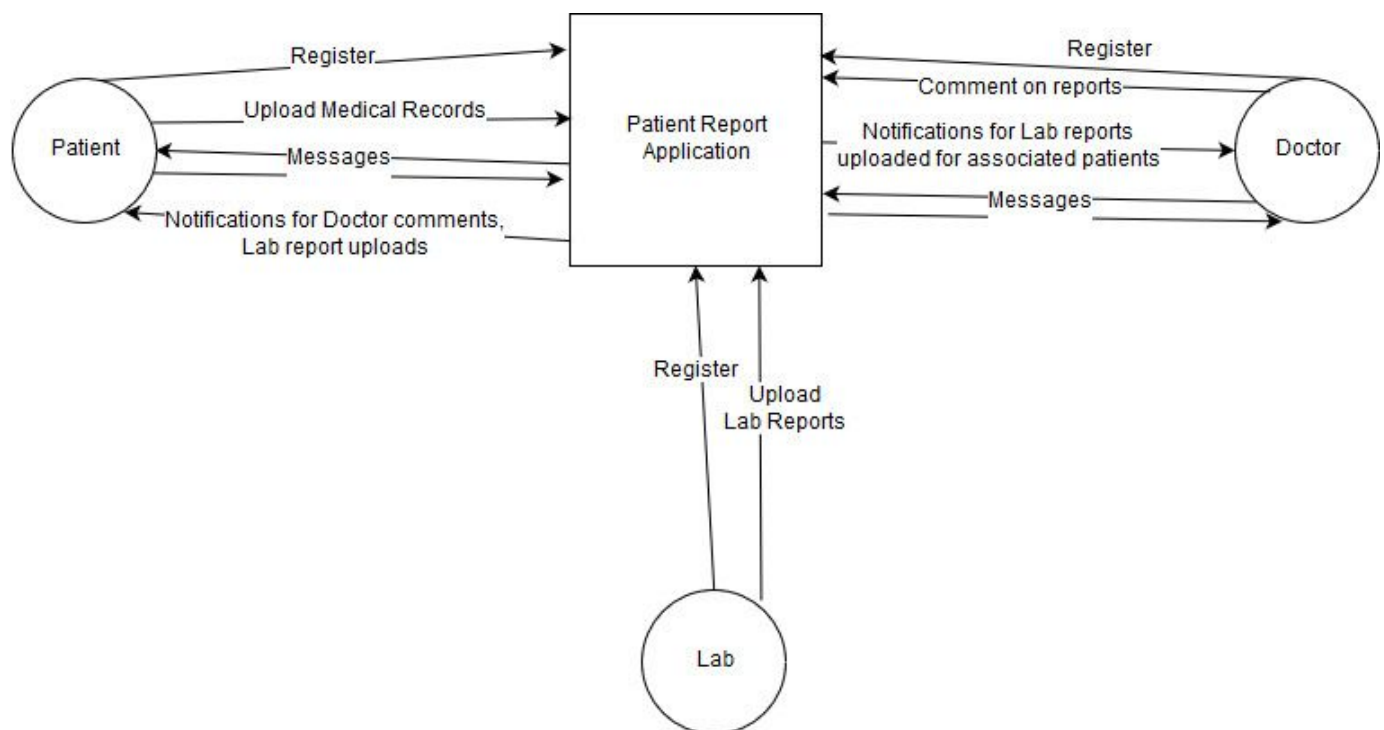 Register
Upload Medical Records
Patient
Messages
Notifications for Doctor comments,
Lab report uploads
Patient Report
Application
Register
Comment on reports
Notifications for Lab reports
uploaded for associated patients
Doctor
Messages
Register
Upload
Lab Reports
Lab